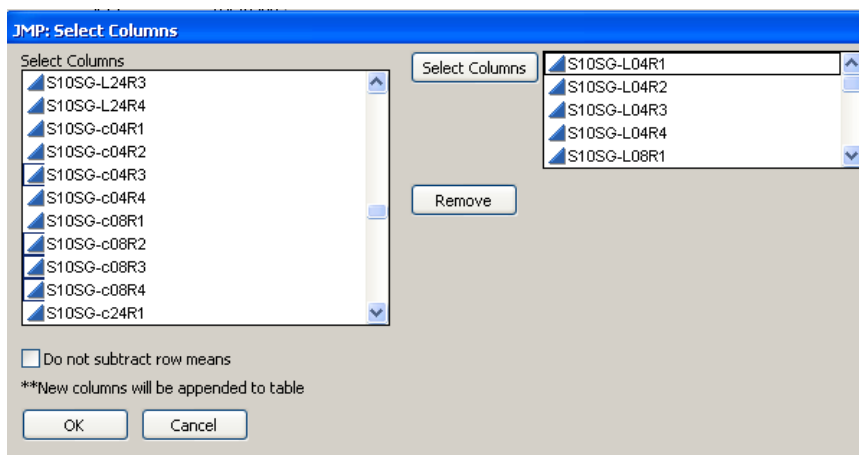 JMP: Select Columns
Select Columns
S10SG-L24R3
S10SG-L24R4
S10SG-c04R1
S10SG-c04R2
S10SG-c04R3
S10SG-c04R4
S10SG-c08R1
S10SG-c08R2
S10SG-c08R3
S10SG-c08R4
S10SG-c24R1
Select Columns
S10SG-L04R1
S10SG-L04R2
S10SG-L04R3
S10SG-L04R4
S10SG-L08R1
Remove
Do not subtract row means
**New columns will be appended to table
OK
Cancel